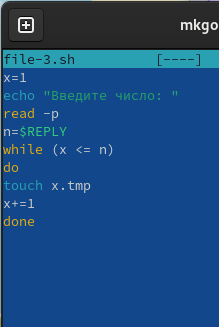 mkgo
file-3.sh [----]
x=1
echo "Введите число: "
read -p
n=$REPLY
while (x <= n)
do
touch x.tmp
x+=1
done